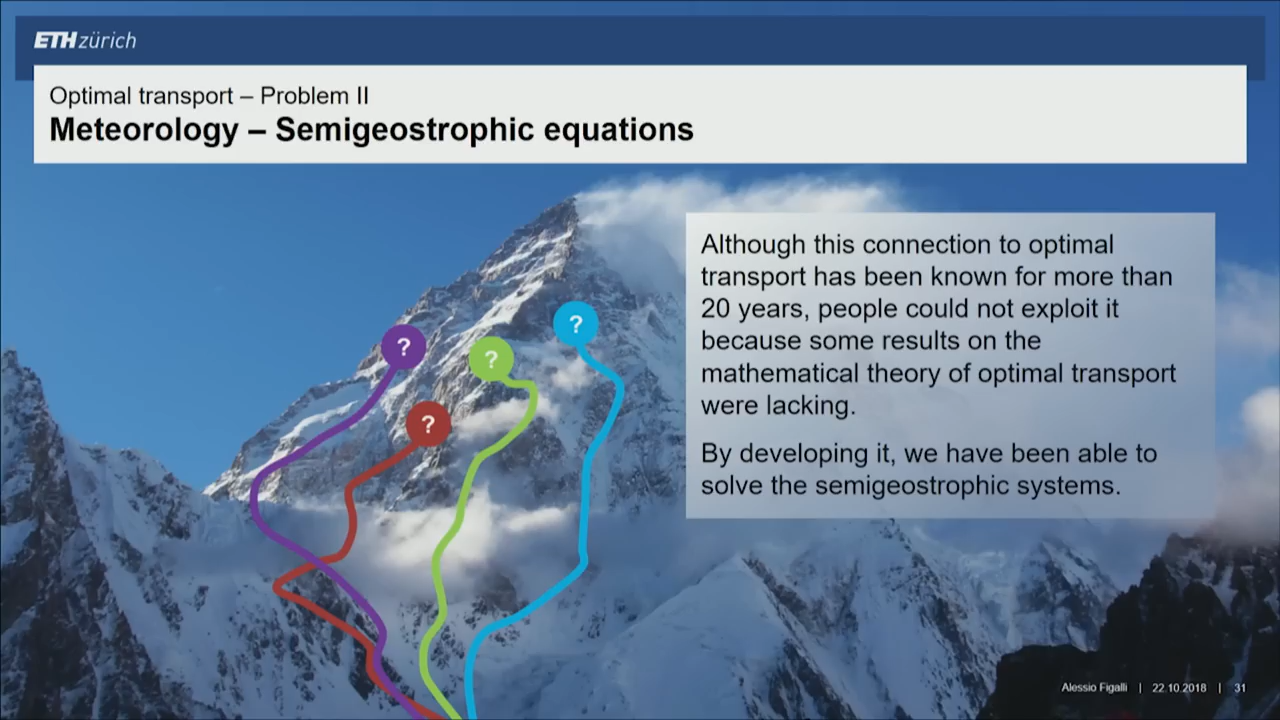 ETH zürich
Optimal transport – Problem II
Meteorology – Semigeostrophic equations
Although this connection to optimal
transport has been known for more than
20 years, people could not exploit it
because some results on the
mathematical theory of optimal transport
were lacking.
By developing it, we have been able to
solve the semigeostrophic systems.
?
?
?
?
Alessio Figalli | 22.10.2018 | 31